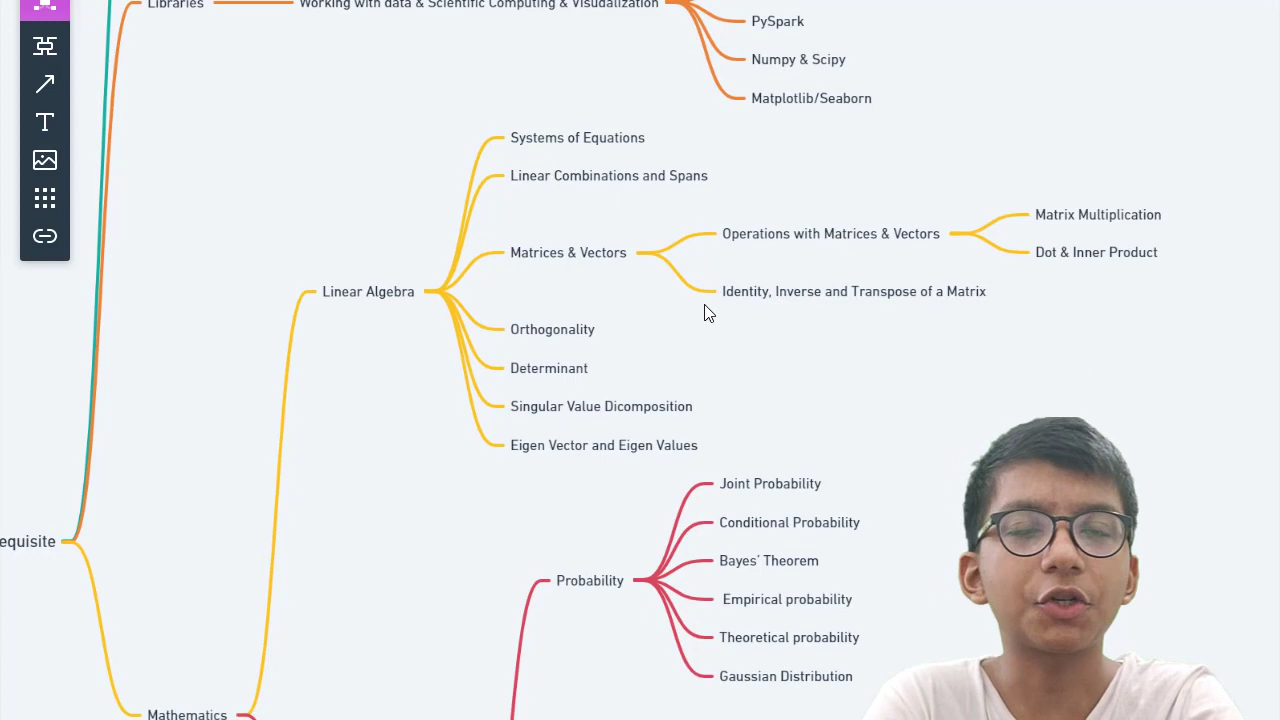 Libraries
Working with data & Scientific Computing & Visudalization
PySpark
Numpy & Scipy
Matplotlib/Seaborn
Systems of Equations
Linear Combinations and Spans
Matrices & Vectors
Operations with Matrices & Vectors
Matrix Multiplication
Dot & Inner Product
Identity, Inverse and Transpose of a Matrix
Linear Algebra
Orthogonality
Determinant
Singular Value Dicomposition
Eigen Vector and Eigen Values
equisite
Joint Probability
Conditional Probability
Bayes' Theorem
Probability
Empirical probability
Theoretical probability
Gaussian Distribution
Mathematics
T